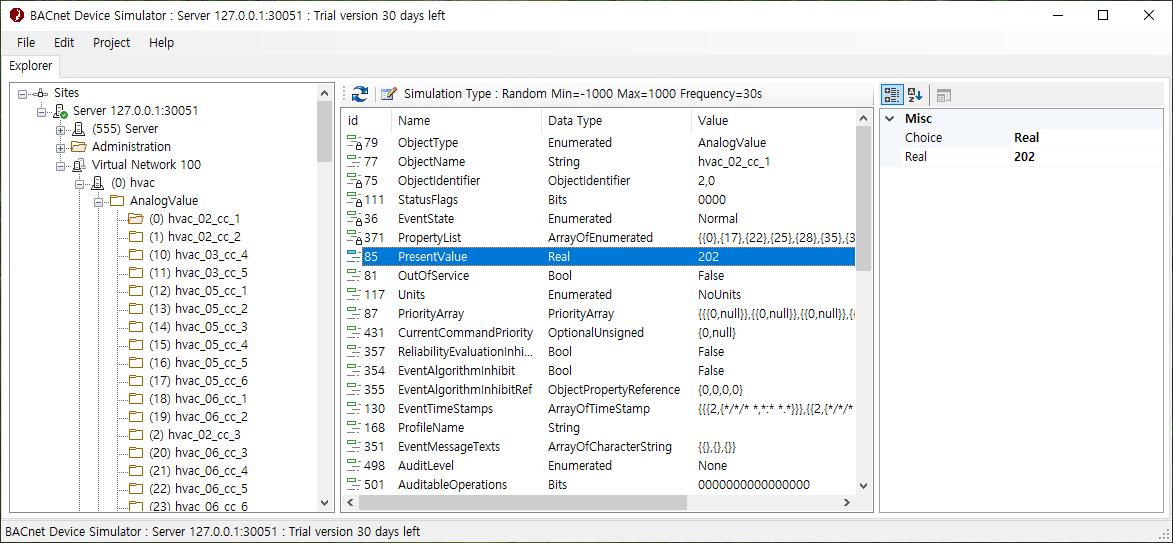 BACnet Device Simulator : Server 127.0.0.1:30051 : Trial version 30 days left
File Edit Project Help
Explorer
Sites
Server 127.0.0.1:30051
(555) Server
Administration
Virtual Network 100
(0) hvac
AnalogValue
(0) hvac_02_cc_1
(1) hvac_02_cc_2
(10) hvac_03_cc_4
(11) hvac_03_cc_5
(12) hvac_05_cc_1
(13) hvac_05_cc_2
(14) hvac_05_cc_3
(15) hvac_05_cc_4
(16) hvac_05_cc_5
(17) hvac_05_cc_6
(18) hvac_06_cc_1
(19) hvac_06_cc_2
(2) hvac_02_cc_3
(20) hvac_06_cc_3
(21) hvac_06_cc_4
(22) hvac_06_cc_5
(23) hvac_06_cc_6
Simulation Type : Random Min=-1000 Max=1000 Frequency=30s
id Name Data Type Value
79 ObjectType Enumerated AnalogValue
77 ObjectName String hvac_02_cc_1
75 ObjectIdentifier ObjectIdentifier 2,0
111 StatusFlags Bits 0000
36 EventState Enumerated Normal
371 PropertyList ArrayOfEnumerated {{0},{17},{22},{25},{28},{35},{3
85 PresentValue Real 202
81 OutOfService Bool False
117 Units Enumerated NoUnits
87 PriorityArray PriorityArray {{{0,null}},{{0,null}},{{0,null}},{
431 CurrentCommandPriority OptionalUnsigned {0,null}
357 ReliabilityEvaluationInhi... Bool False
354 EventAlgorithmInhibit Bool False
355 EventAlgorithmInhibitRef ObjectPropertyReference {0,0,0,0}
130 EventTimeStamps ArrayOfTimeStamp {{{2,{*/*/* *,*:* *.*}}},{{2,{*/*/*
168 ProfileName String
351 EventMessageTexts ArrayOfCharacterString {{},{},{}}
498 AuditLevel Enumerated None
501 AuditableOperations Bits 0000000000000000
Misc
Choice Real
Real 202
BACnet Device Simulator : Server 127.0.0.1:30051 : Trial version 30 days left